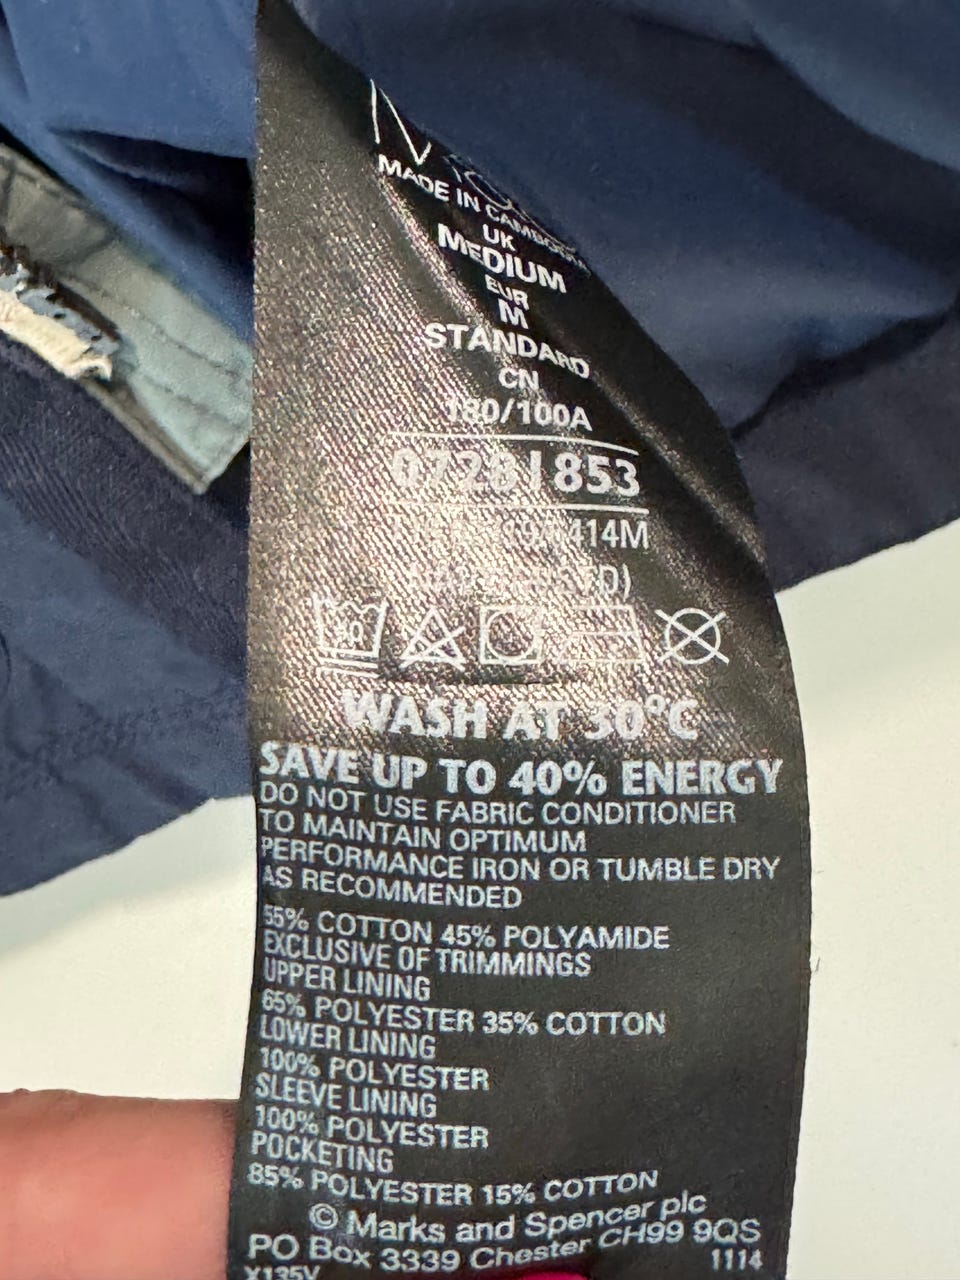 MADE IN CAMBODIA
UK
MEDIUM
EUR
M
STANDARD
CN
180/100A
0728 853
414M
30
WASH AT 30°C
SAVE UP TO 40% ENERGY
DO NOT USE FABRIC CONDITIONER
TO MAINTAIN OPTIMUM
PERFORMANCE IRON OR TUMBLE DRY
AS RECOMMENDED
55% COTTON 45% POLYAMIDE
EXCLUSIVE OF TRIMMINGS
UPPER LINING
65% POLYESTER 35% COTTON
LOWER LINING
100% POLYESTER
SLEEVE LINING
100% POLYESTER
POCKETING
85% POLYESTER 15% COTTON
© Marks and Spencer plc
PO Box 3339 Chester CH99 9QS
1114
X135V